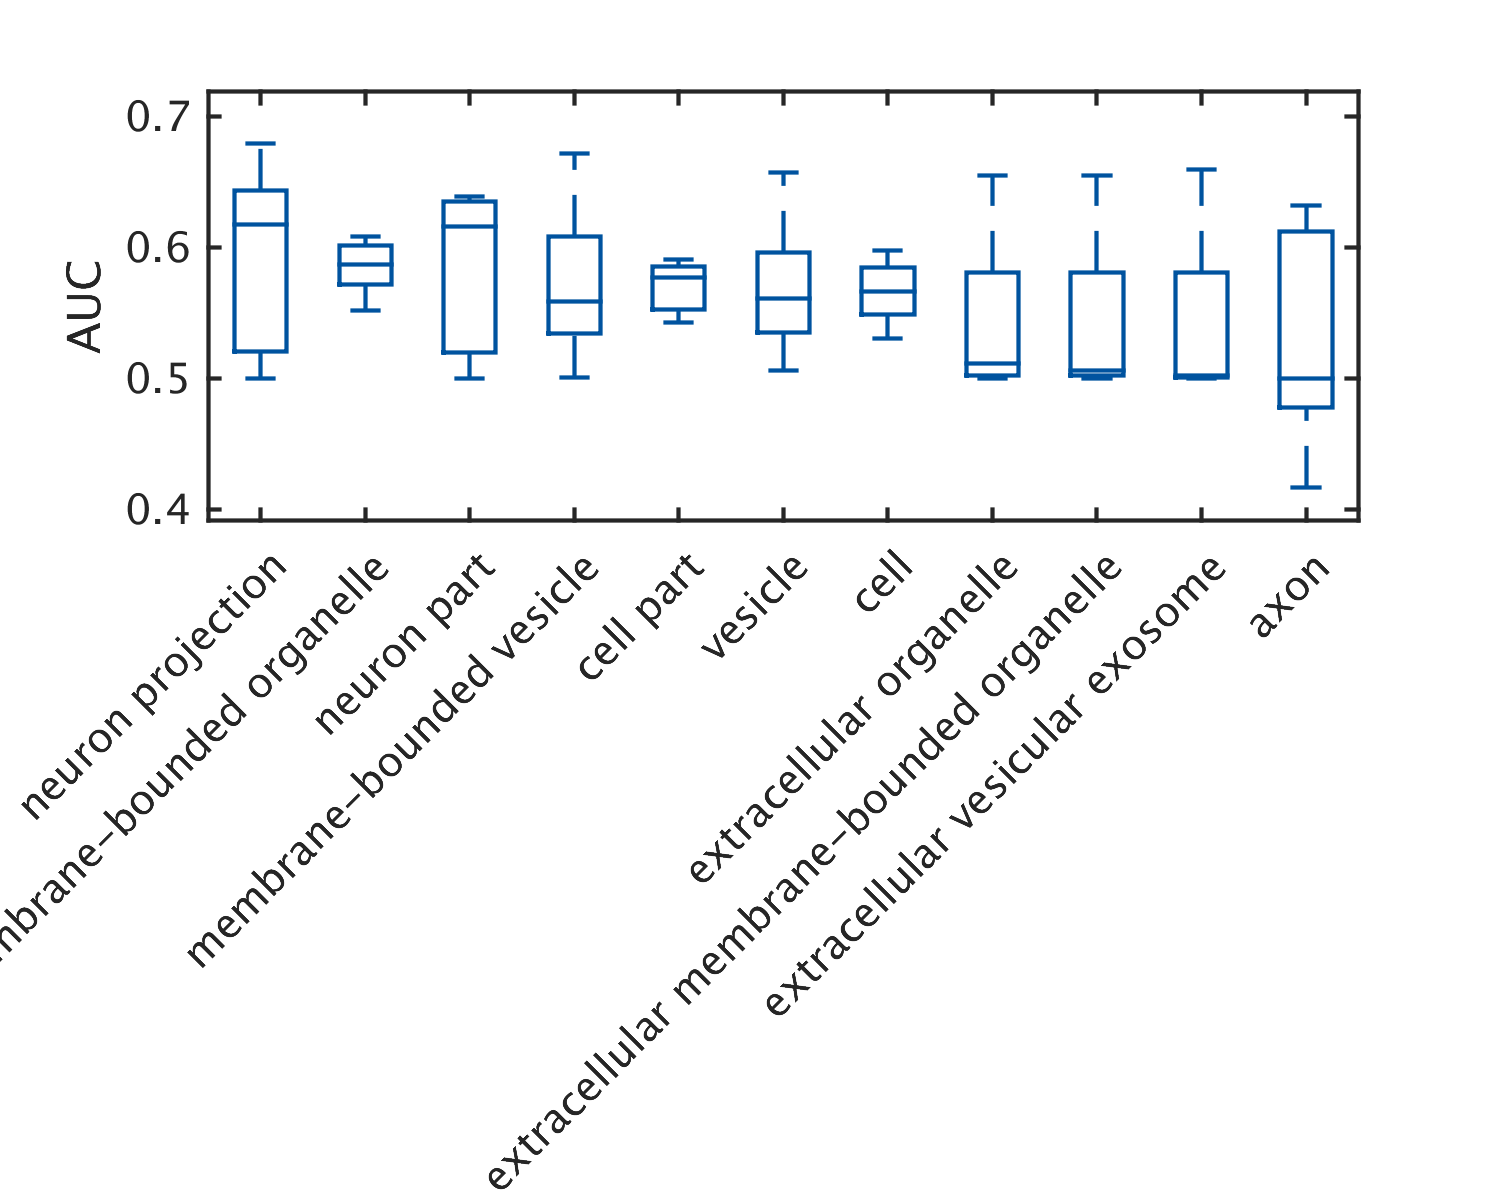 0.7
0.6
0.5
0.4
AUC
neuron projection
mbrane–bounded organelle
neuron part
membrane–bounded vesicle
cell part
vesicle
cell
extracellular organelle
extracellular membrane–bounded organelle
extracellular vesicular exosome
axon